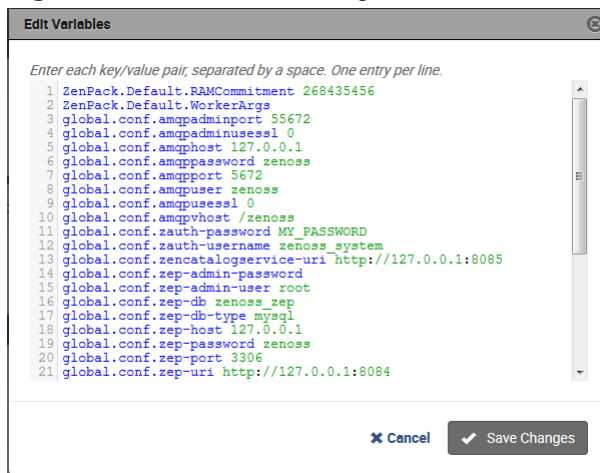 Edit Variables
Enter each key/value pair, separated by a space. One entry per line.
1 ZenPack.Default.RAMCommitment 268435456
2 ZenPack.Default.WorkerArgs
3 global.conf.amqpadminport 55672
4 global.conf.amqpadminusessl 0
5 global.conf.amqphost 127.0.0.1
6 global.conf.amqppassword zenoss
7 global.conf.amqpport 5672
8 global.conf.amqpuser zenoss
9 global.conf.amqpusessl 0
10 global.conf.amqpvhost /zenoss
11 global.conf.zauth-password MY_PASSWORD
12 global.conf.zauth-username zenoss_system
13 global.conf.zencatalogservice-uri http://127.0.0.1:8085
14 global.conf.zep-admin-password
15 global.conf.zep-admin-user root
16 global.conf.zep-db zenoss_zep
17 global.conf.zep-db-type mysql
18 global.conf.zep-host 127.0.0.1
19 global.conf.zep-password zenoss
20 global.conf.zep-port 3306
21 global.conf.zep-uri http://127.0.0.1:8084
Cancel
Save Changes